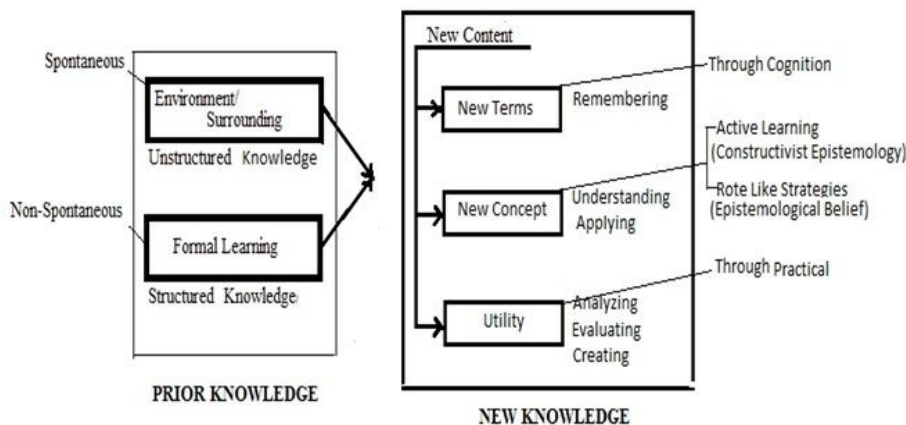 Spontaneous
Environment/
Surrounding
Unstructured Knowledge
Non-Spontaneous
Formal Learning
Structured Knowledge
PRIOR KNOWLEDGE
New Content
New Terms
Remembering
Through Cognition
New Concept
Understanding
Applying
Active Learning
(Constructivist Epistemology)
Rote Like Strategies
(Epistemological Belief)
Utility
Analyzing
Evaluating
Creating
Through Practical
NEW KNOWLEDGE